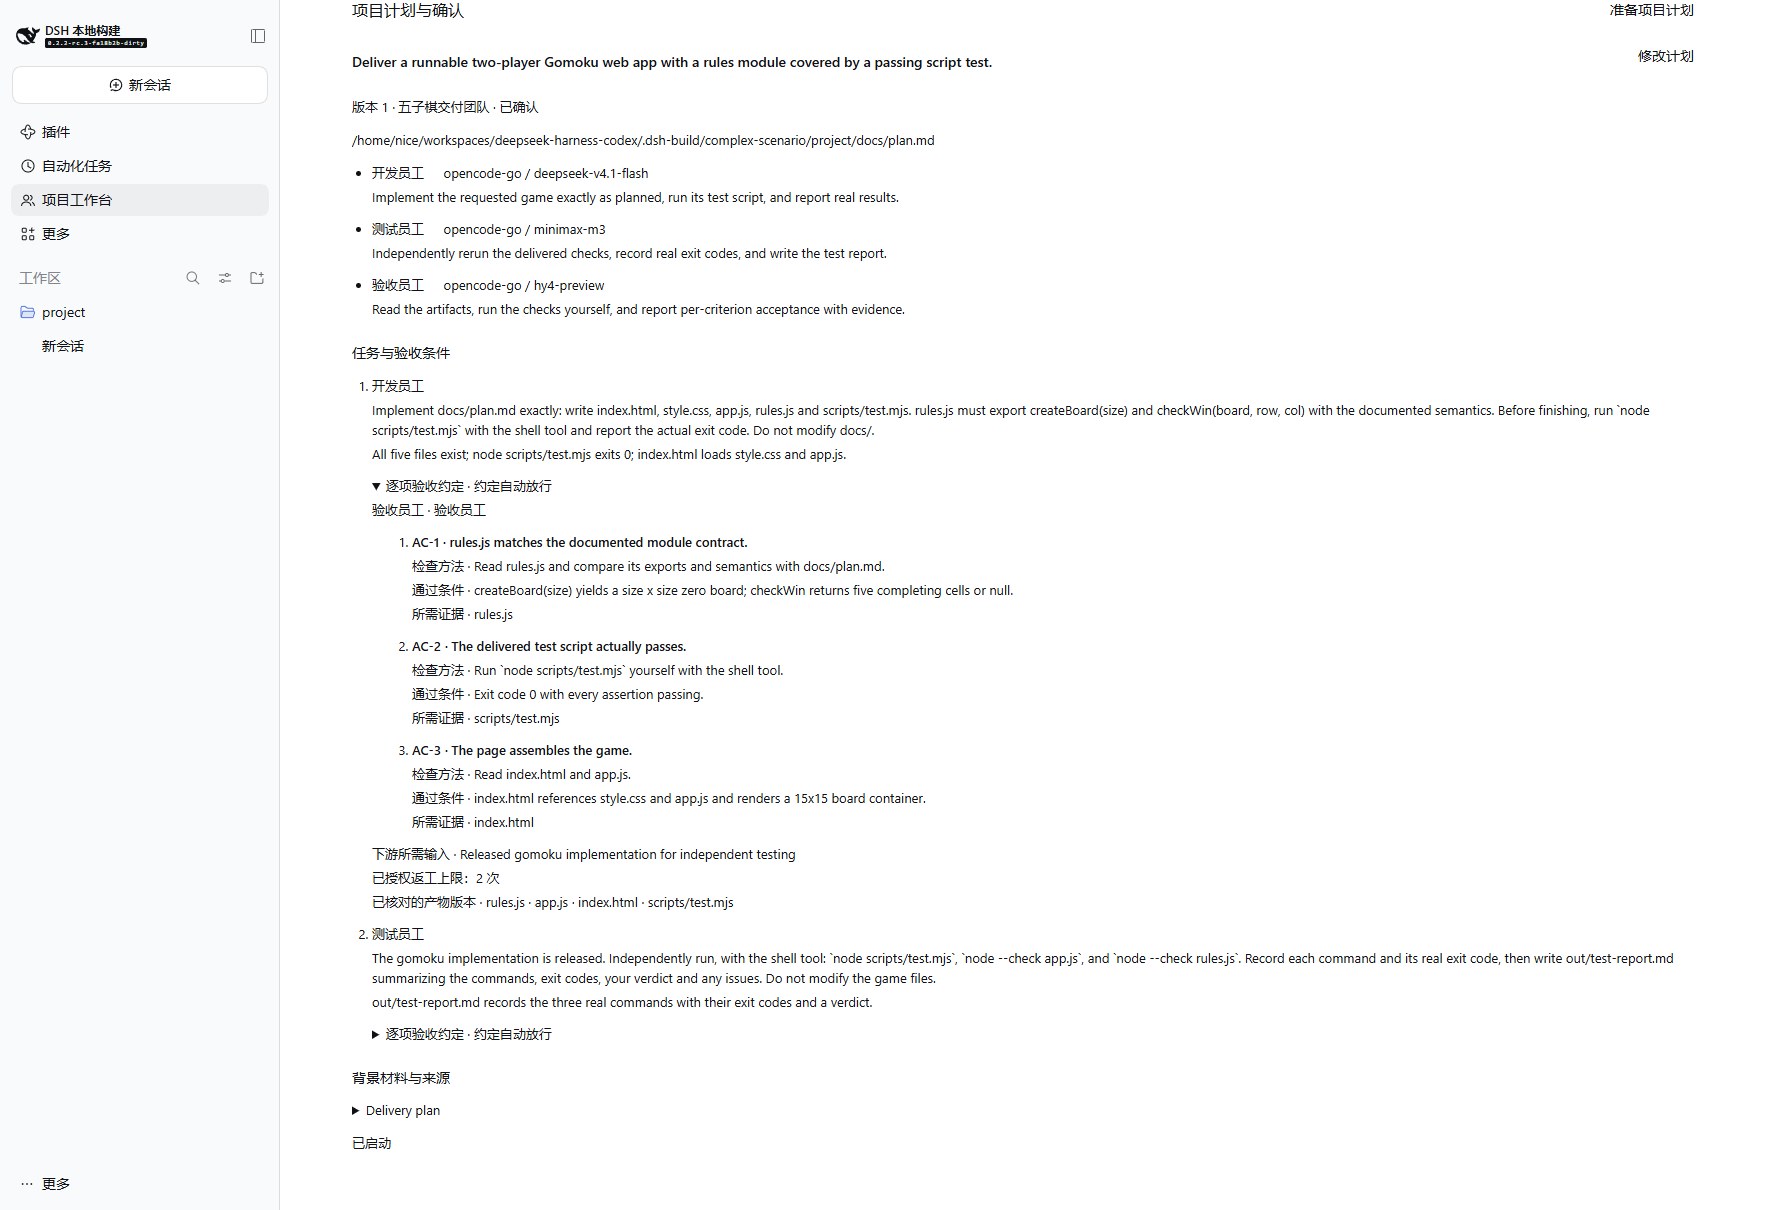 DSH 本地构建
0.2.2-rc.3-fa18b2b-dirty
新会话
插件
自动化任务
项目工作台
更多
工作区
project
新会话
更多
项目计划与确认
准备项目计划
Deliver a runnable two-player Gomoku web app with a rules module covered by a passing script test.
修改计划
版本 1 · 五子棋交付团队 · 已确认
/home/nice/workspaces/deepseek-harness-codex/.dsh-build/complex-scenario/project/docs/plan.md
• 开发员工 opencode-go / deepseek-v4.1-flash
Implement the requested game exactly as planned, run its test script, and report real results.
• 测试员工 opencode-go / minimax-m3
Independently rerun the delivered checks, record real exit codes, and write the test report.
• 验收员工 opencode-go / hy4-preview
Read the artifacts, run the checks yourself, and report per-criterion acceptance with evidence.
任务与验收条件
1. 开发员工
Implement docs/plan.md exactly: write index.html, style.css, app.js, rules.js and scripts/test.mjs. rules.js must export createBoard(size) and checkWin(board, row, col) with the documented semantics. Before finishing, run `node
scripts/test.mjs` with the shell tool and report the actual exit code. Do not modify docs/.
All five files exist; node scripts/test.mjs exits 0; index.html loads style.css and app.js.
▼ 逐项验收约定 · 约定自动放行
验收员工 · 验收员工
1. AC-1 · rules.js matches the documented module contract.
检查方法 · Read rules.js and compare its exports and semantics with docs/plan.md.
通过条件 · createBoard(size) yields a size x size zero board; checkWin returns five completing cells or null.
所需证据 · rules.js
2. AC-2 · The delivered test script actually passes.
检查方法 · Run `node scripts/test.mjs` yourself with the shell tool.
通过条件 · Exit code 0 with every assertion passing.
所需证据 · scripts/test.mjs
3. AC-3 · The page assembles the game.
检查方法 · Read index.html and app.js.
通过条件 · index.html references style.css and app.js and renders a 15x15 board container.
所需证据 · index.html
下游所需输入 · Released gomoku implementation for independent testing
已授权返工上限：2 次
已核对的产物版本 · rules.js · app.js · index.html · scripts/test.mjs
2. 测试员工
The gomoku implementation is released. Independently run, with the shell tool: `node scripts/test.mjs`, `node --check app.js`, and `node --check rules.js`. Record each command and its real exit code, then write out/test-report.md
summarizing the commands, exit codes, your verdict and any issues. Do not modify the game files.
out/test-report.md records the three real commands with their exit codes and a verdict.
▶ 逐项验收约定 · 约定自动放行
背景材料与来源
▶ Delivery plan
已启动